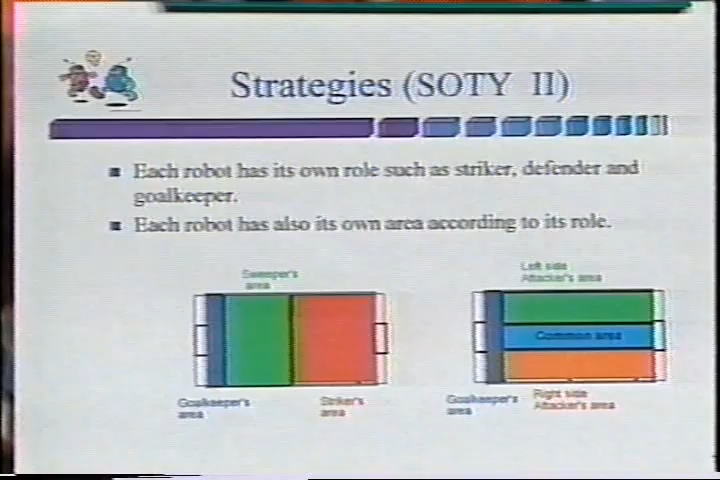 Strategies (SOTY II)
Each robot has its own role such as striker, defender and
goalkeeper.
Each robot has also its own area according to its role.
Sweeper's
area
Left side
Attacker's area
Common area
Goalkeeper's
area
Striker's
area
Goalkeeper's
area
Right side
Attacker's area